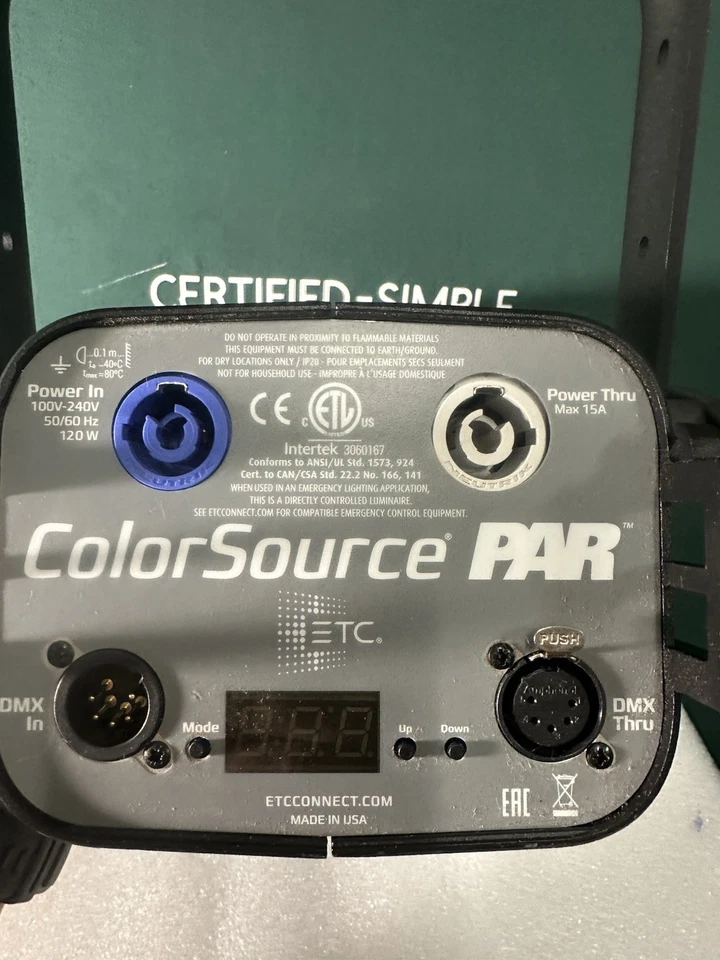 CERTIFIED-SIMPLE
DO NOT OPERATE IN PROXIMITY TO FLAMMABLE MATERIALS
THIS EQUIPMENT MUST BE CONNECTED TO EARTH/GROUND.
FOR DRY LOCATIONS ONLY / IP20 - POUR EMPLACEMENTS SECS SEULMENT
NOT FOR HOUSEHOLD USE - IMPROPRE À L'USAGE DOMESTIQUE
0.1 m
ta -40°C
tmax=80°C
Power In
100V-240V
50/60 Hz
120 W
CE
C ETL US
Intertek 3060167
Conforms to ANSI/UL Std. 1573, 924
Cert. to CAN/CSA Std. 22.2 No. 166, 141
WHEN USED IN AN EMERGENCY LIGHTING APPLICATION,
THIS IS A DIRECTLY CONTROLLED LUMINAIRE.
SEE ETCCONNECT.COM FOR COMPATIBLE EMERGENCY CONTROL EQUIPMENT.
Power Thru
Max 15A
NEUTRIK
ColorSource® PAR™
ETC®
DMX
In
Mode
Up
Down
PUSH
Amphenol
DMX
Thru
ETCCONNECT.COM
MADE IN USA
EAC